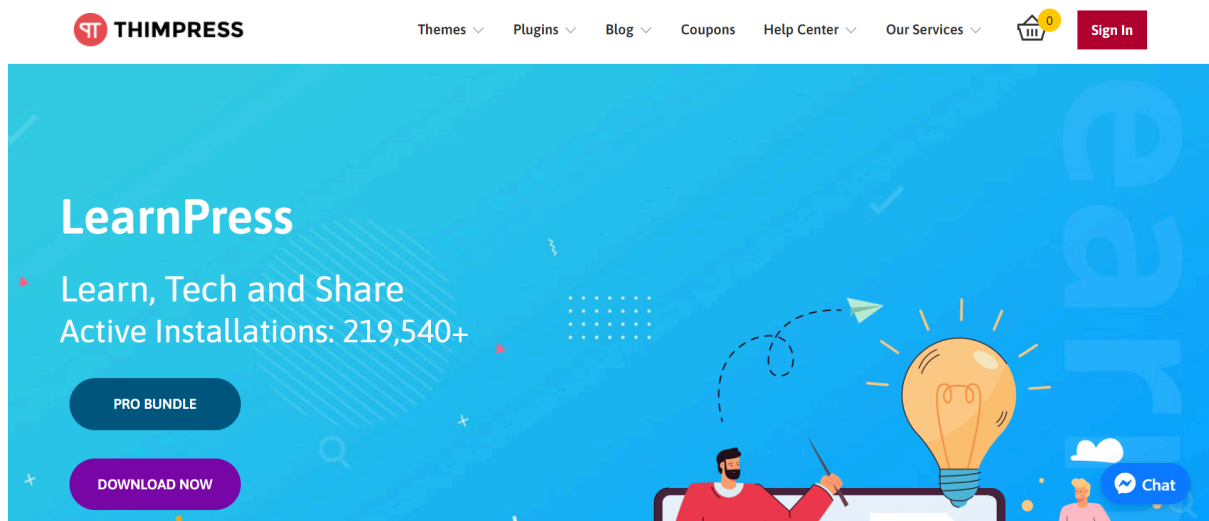 THIMPRESS
Themes Plugins Blog Coupons Help Center Our Services 0 Sign In
LearnPress
Learn, Tech and Share
Active Installations: 219,540+
PRO BUNDLE
DOWNLOAD NOW
earn
Chat